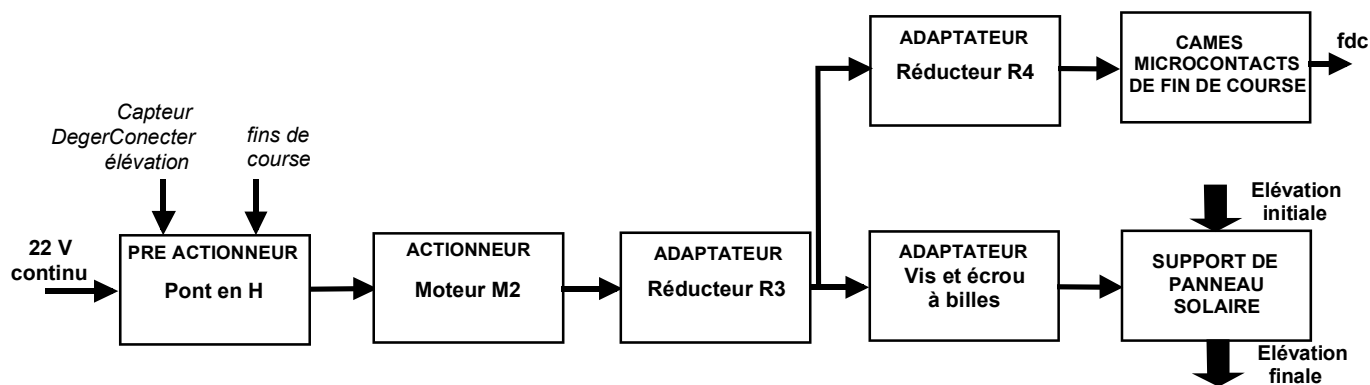 ADAPTATEUR
Réducteur R4
CAMES
MICROCONTACTS
DE FIN DE COURSE
fdc
Capteur
DegerConecter
élévation
fins de
course
22 V
continu
PRE ACTIONNEUR
Pont en H
ACTIONNEUR
Moteur M2
ADAPTATEUR
Réducteur R3
ADAPTATEUR
Vis et écrou
à billes
Elévation
initiale
SUPPORT DE
PANNEAU
SOLAIRE
Elévation
finale